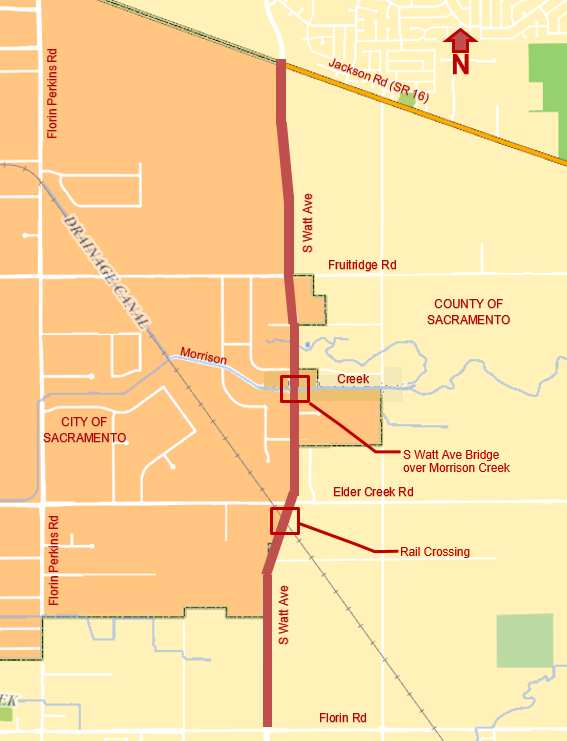 N
Jackson Rd (SR 16)
Florin Perkins Rd
S Watt Ave
DRAINAGE CANAL
Fruitridge Rd
COUNTY OF
SACRAMENTO
Morrison
Creek
CITY OF
SACRAMENTO
S Watt Ave Bridge
over Morrison Creek
Elder Creek Rd
Florin Perkins Rd
Rail Crossing
S Watt Ave
Florin Rd